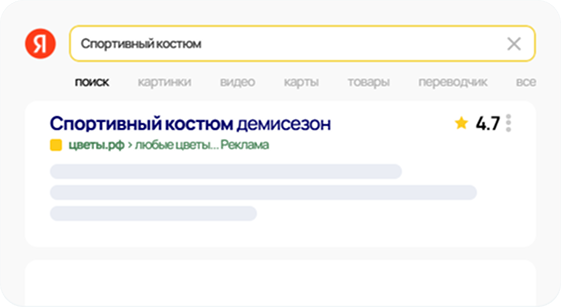 Я
Спортивный костюм
поиск картинки видео карты товары переводчик все
Спортивный костюм демисезон 4.7
цветы.рф › любые цветы... Реклама